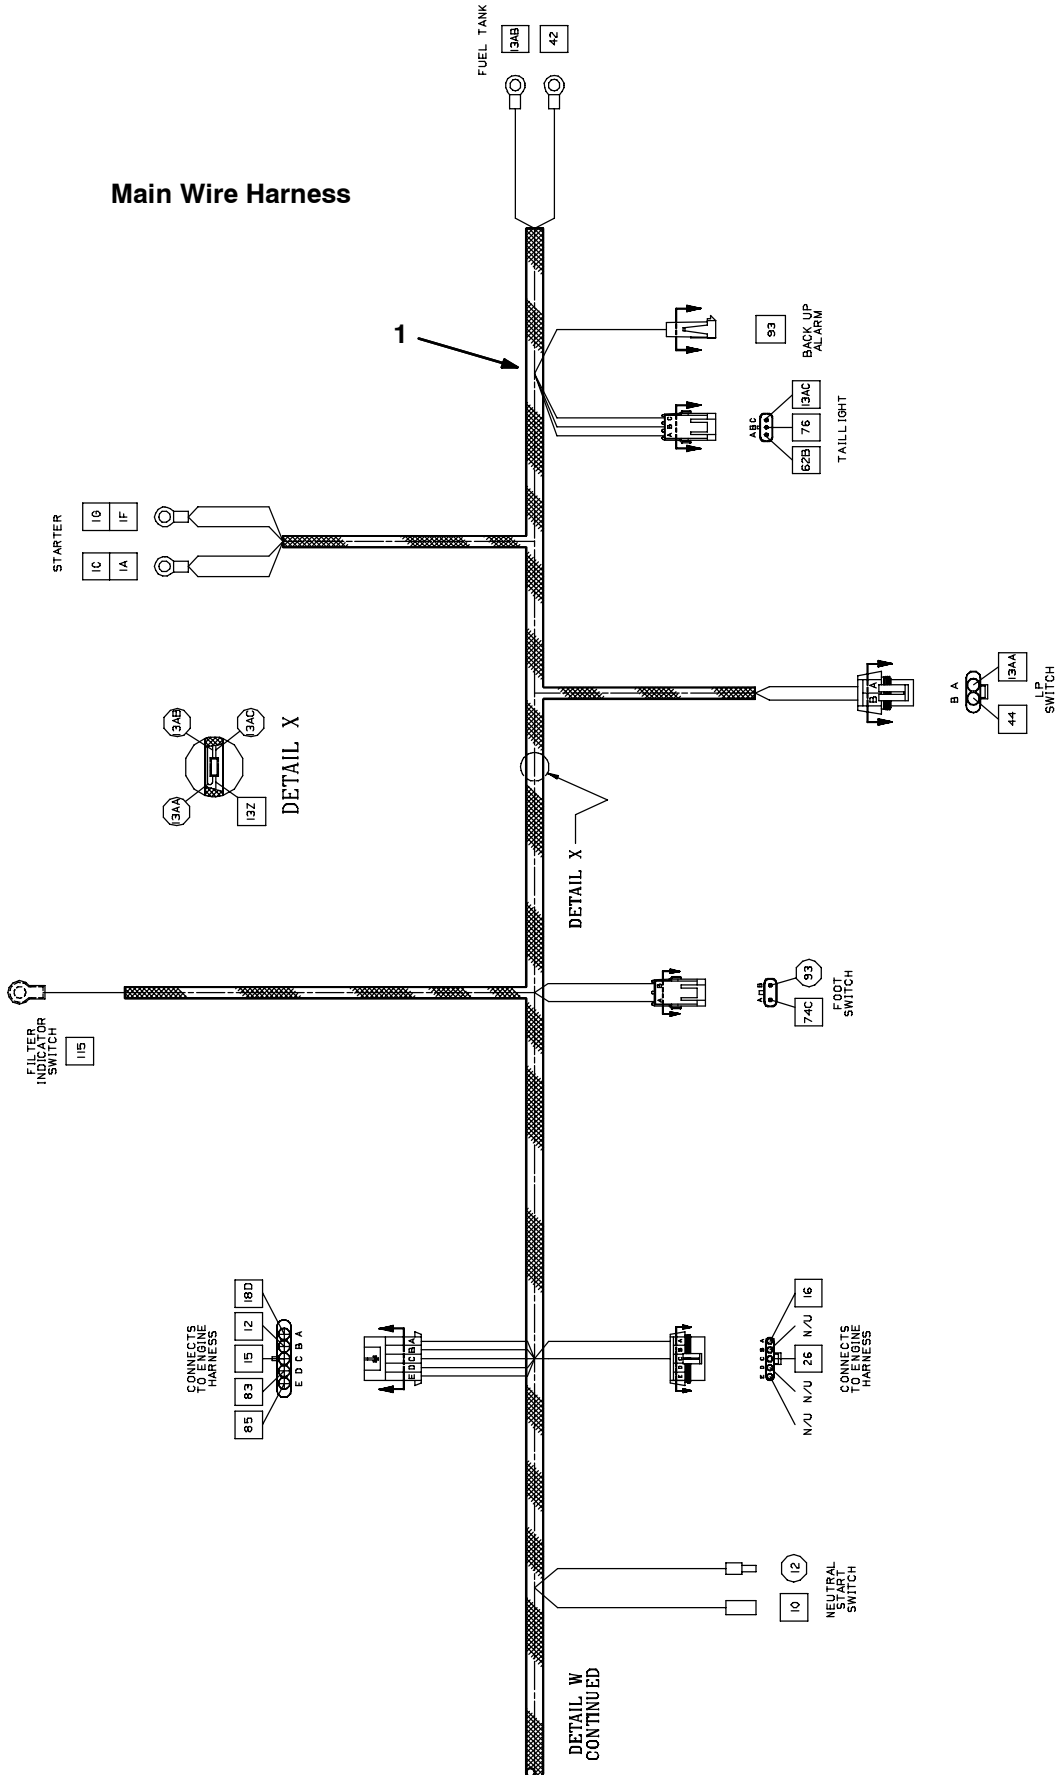 Main Wire Harness
1
FUEL TANK
13AB
42
93
BACK UP
ALARM
A B C
ABC
13AC
76
62B
TAILLIGHT
STARTER
1G
1F
1C
1A
B A
B A
13AA
44
LP
SWITCH
13AB
13AC
13AA
13Z
DETAIL X
DETAIL X
FILTER
INDICATOR
SWITCH
115
A B
A B
93
74C
FOOT
SWITCH
CONNECTS
TO ENGINE
HARNESS
18D
12
15
83
85
E D C B A
E D C B A
E D C B A
E D C B A
16
N/U
26
N/U
N/U
CONNECTS
TO ENGINE
HARNESS
12
10
NEUTRAL
START
SWITCH
DETAIL W
CONTINUED